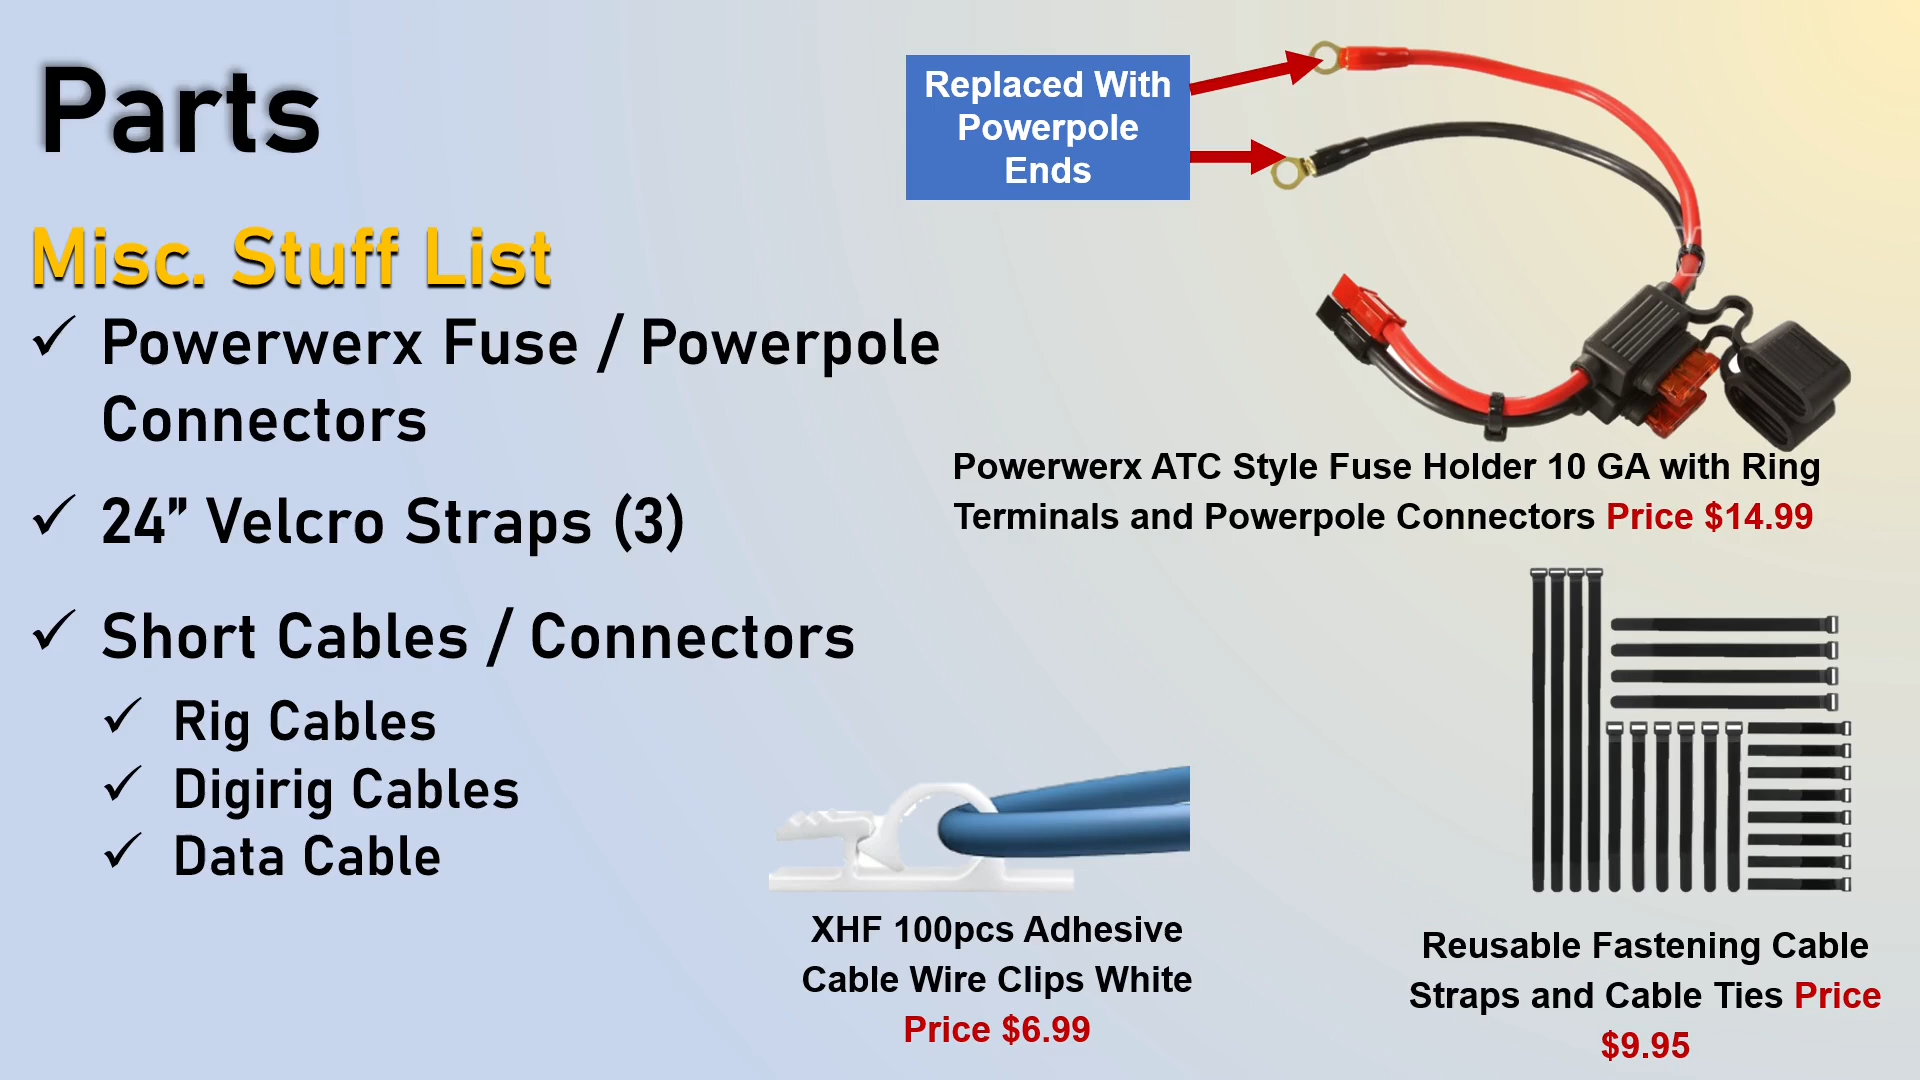 Parts
Replaced With
Powerpole
Ends
Misc. Stuff List
✓ Powerwerx Fuse / Powerpole
Connectors
✓ 24” Velcro Straps (3)
✓ Short Cables / Connectors
✓ Rig Cables
✓ Digirig Cables
✓ Data Cable
Powerwerx ATC Style Fuse Holder 10 GA with Ring
Terminals and Powerpole Connectors Price $14.99
XHF 100pcs Adhesive
Cable Wire Clips White
Price $6.99
Reusable Fastening Cable
Straps and Cable Ties Price
$9.95